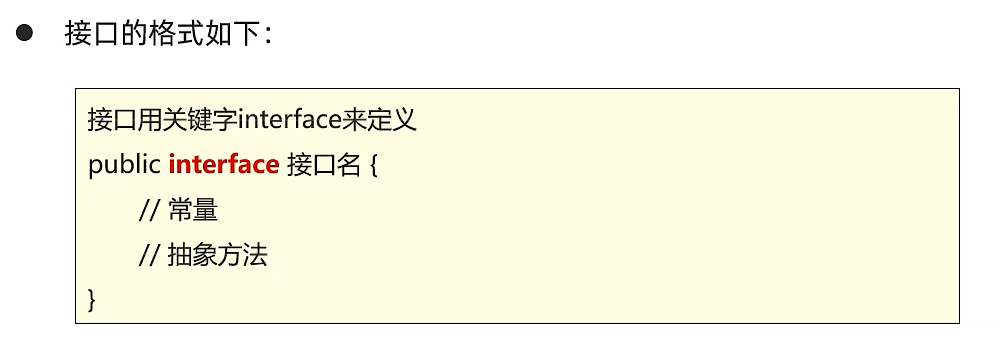 ● 接口的格式如下：
接口用关键字interface来定义
public interface 接口名 {
// 常量
// 抽象方法
}